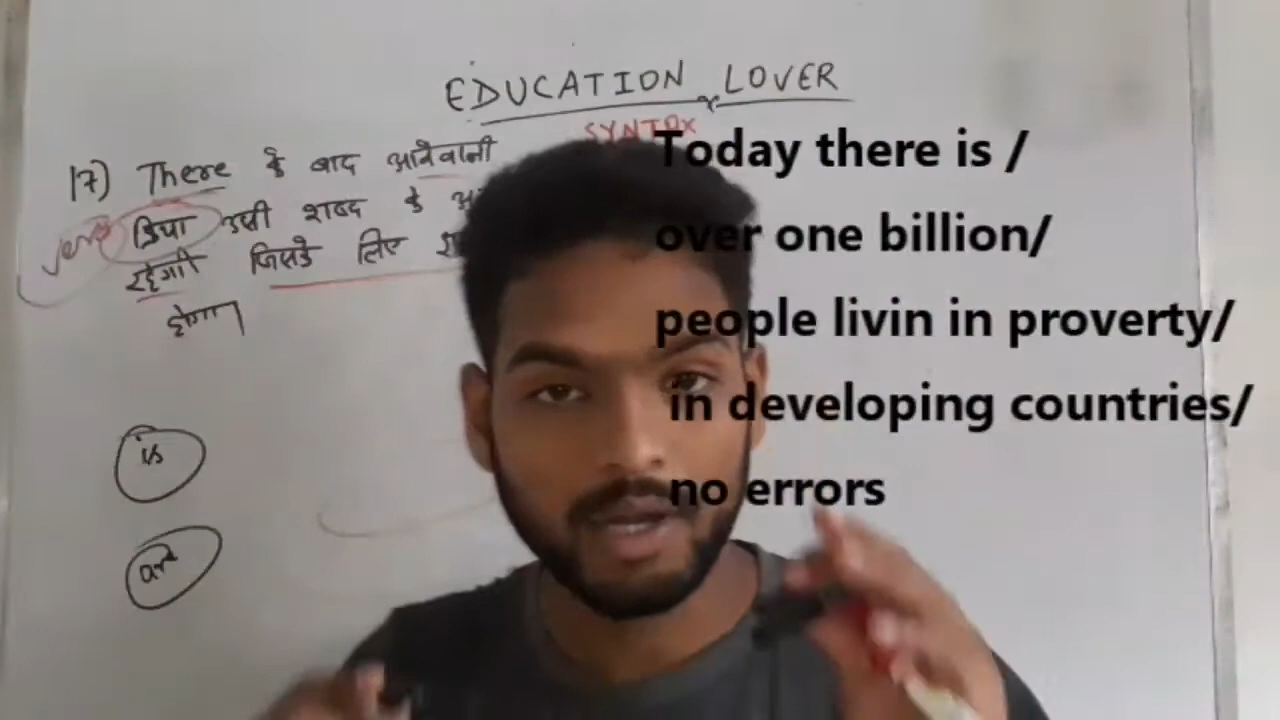 EDUCATION LOVER
SYNTAX
17) There के बाद आनेवाली
verb क्रिया उसी शब्द के
रहेगी जिसके लिए
होगा।
is
are
Today there is /
over one billion/
people livin in proverty/
in developing countries/
no errors